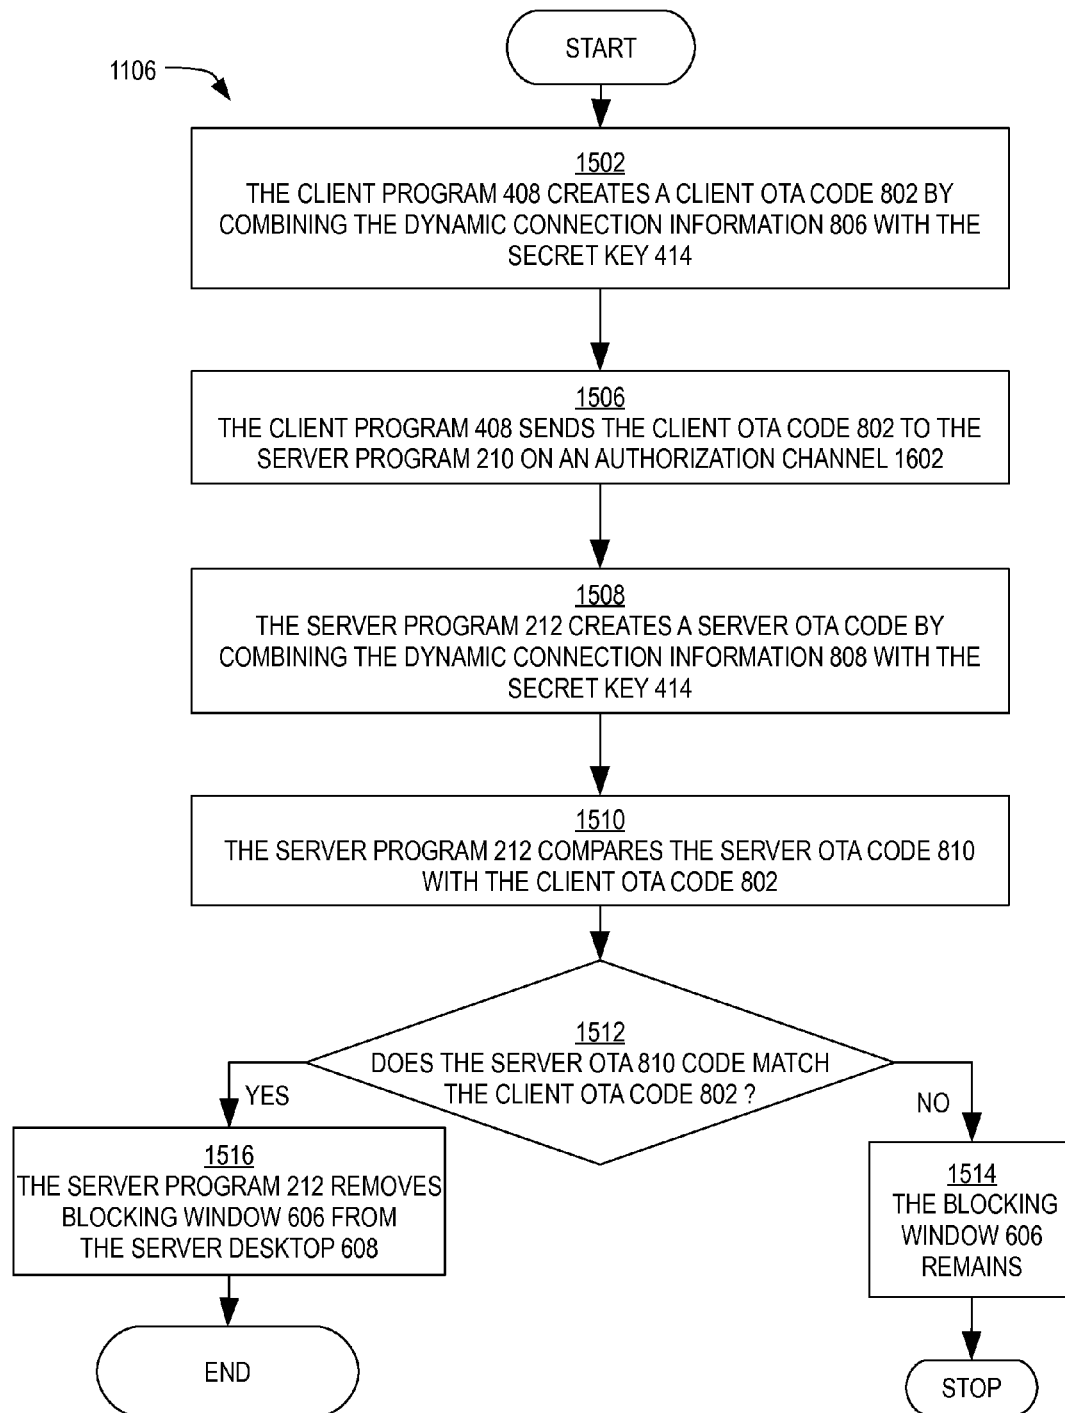 START
1106
1502
THE CLIENT PROGRAM 408 CREATES A CLIENT OTA CODE 802 BY
COMBINING THE DYNAMIC CONNECTION INFORMATION 806 WITH THE
SECRET KEY 414
1506
THE CLIENT PROGRAM 408 SENDS THE CLIENT OTA CODE 802 TO THE
SERVER PROGRAM 210 ON AN AUTHORIZATION CHANNEL 1602
1508
THE SERVER PROGRAM 212 CREATES A SERVER OTA CODE BY
COMBINING THE DYNAMIC CONNECTION INFORMATION 808 WITH THE
SECRET KEY 414
1510
THE SERVER PROGRAM 212 COMPARES THE SERVER OTA CODE 810
WITH THE CLIENT OTA CODE 802
1512
DOES THE SERVER OTA 810 CODE MATCH
THE CLIENT OTA CODE 802 ?
YES
NO
1516
THE SERVER PROGRAM 212 REMOVES
BLOCKING WINDOW 606 FROM
THE SERVER DESKTOP 608
1514
THE BLOCKING
WINDOW 606
REMAINS
END
STOP